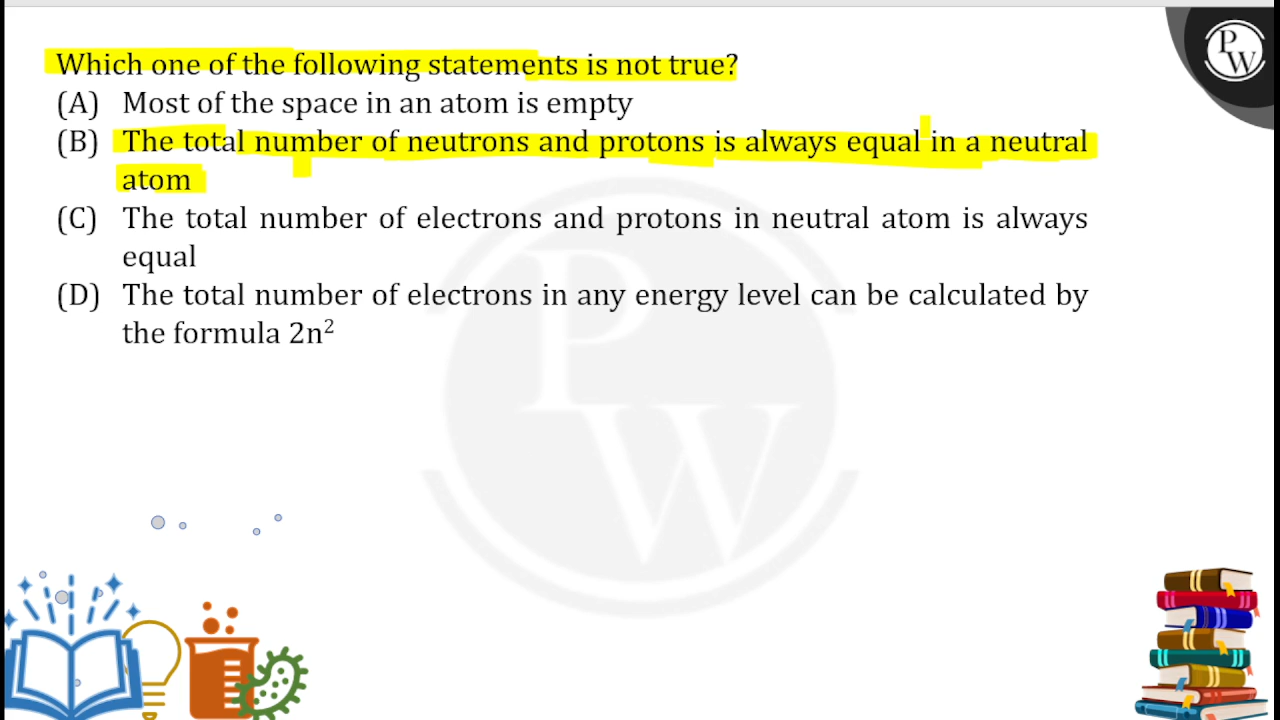 Which one of the following statements is not true?
(A) Most of the space in an atom is empty
(B) The total number of neutrons and protons is always equal in a neutral
atom
(C) The total number of electrons and protons in neutral atom is always
equal
(D) The total number of electrons in any energy level can be calculated by
the formula 2n²
PW
PW